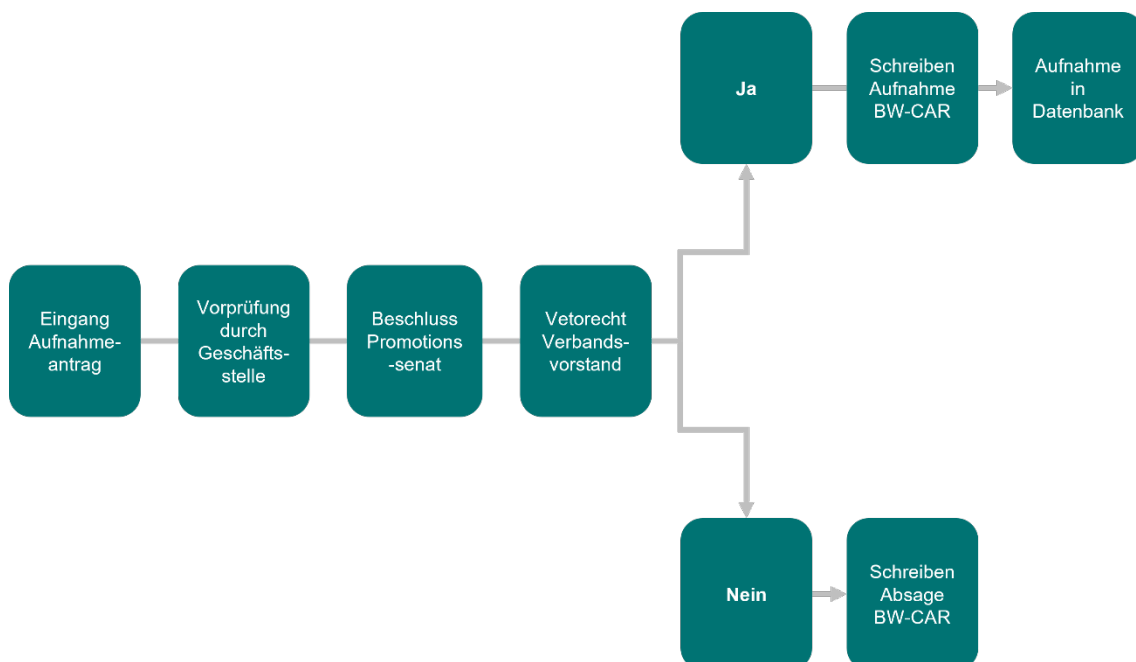 Ja
Schreiben
Aufnahme
BW-CAR
Aufnahme
in
Datenbank
Eingang
Aufnahme-
antrag
Vorprüfung
durch
Geschäfts-
stelle
Beschluss
Promotions
-senat
Vetorecht
Verbands-
vorstand
Nein
Schreiben
Absage
BW-CAR